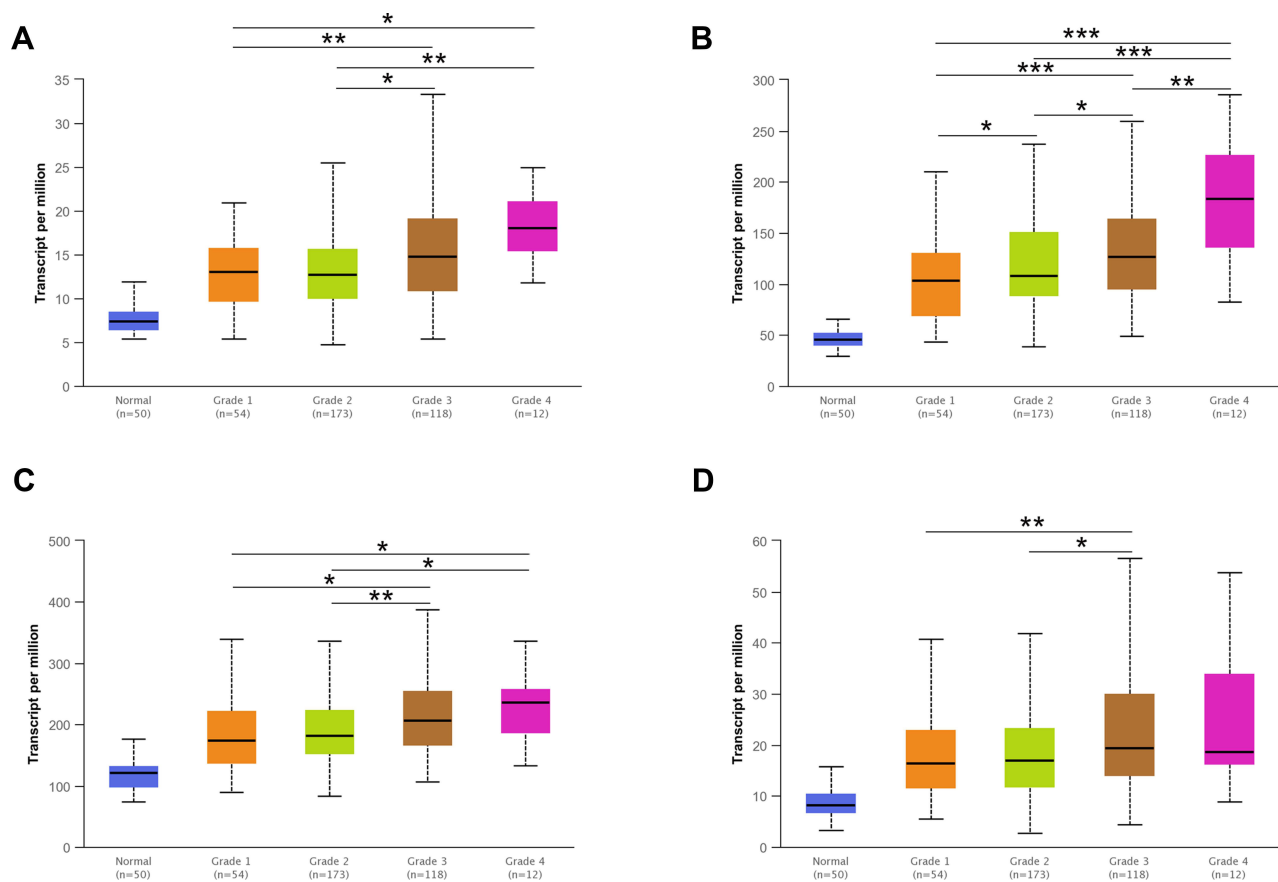 A
*
**
**
*
Transcript per million
35
30
25
20
15
10
5
0
Normal
(n=50)
Grade 1
(n=54)
Grade 2
(n=173)
Grade 3
(n=118)
Grade 4
(n=12)
B
***
***
***
**
*
*
Transcript per million
300
250
200
150
100
50
0
Normal
(n=50)
Grade 1
(n=54)
Grade 2
(n=173)
Grade 3
(n=118)
Grade 4
(n=12)
C
*
*
*
**
Transcript per million
500
400
300
200
100
0
Normal
(n=50)
Grade 1
(n=54)
Grade 2
(n=173)
Grade 3
(n=118)
Grade 4
(n=12)
D
**
*
Transcript per million
60
50
40
30
20
10
0
Normal
(n=50)
Grade 1
(n=54)
Grade 2
(n=173)
Grade 3
(n=118)
Grade 4
(n=12)